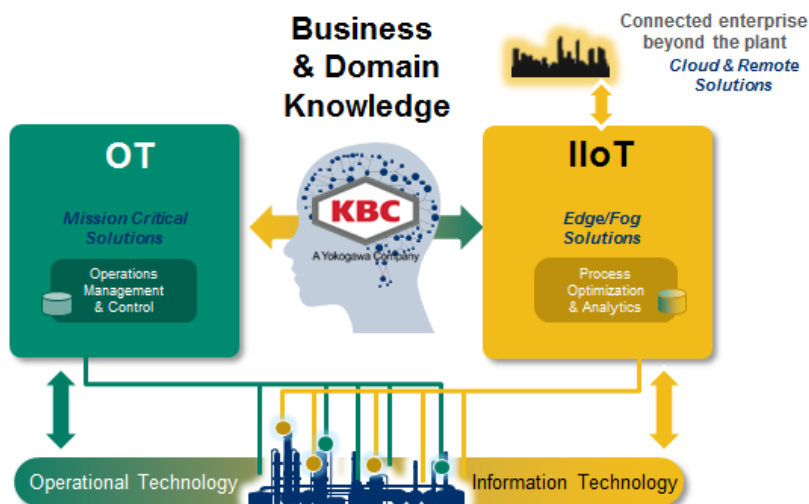 Business
& Domain
Knowledge
Connected enterprise
beyond the plant
Cloud & Remote
Solutions
OT
Mission Critical
Solutions
Operations
Management
& Control
KBC
A Yokogawa Company
IIoT
Edge/Fog
Solutions
Process
Optimization
& Analytics
Operational Technology
Information Technology